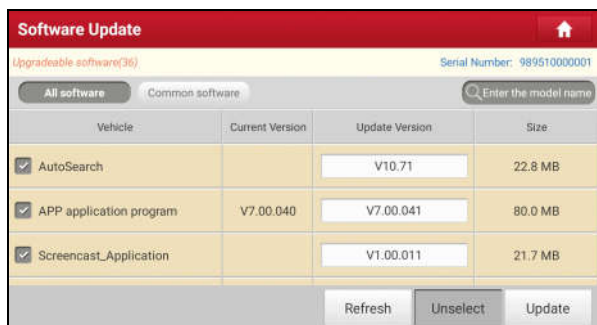 Software Update
Upgradeable software(36) Serial Number: 989510000001
All software Common software Enter the model name
Vehicle Current Version Update Version Size
AutoSearch V10.71 22.8 MB
APP application program V7.00.040 V7.00.041 80.0 MB
Screencast_Application V1.00.011 21.7 MB
Refresh Unselect Update